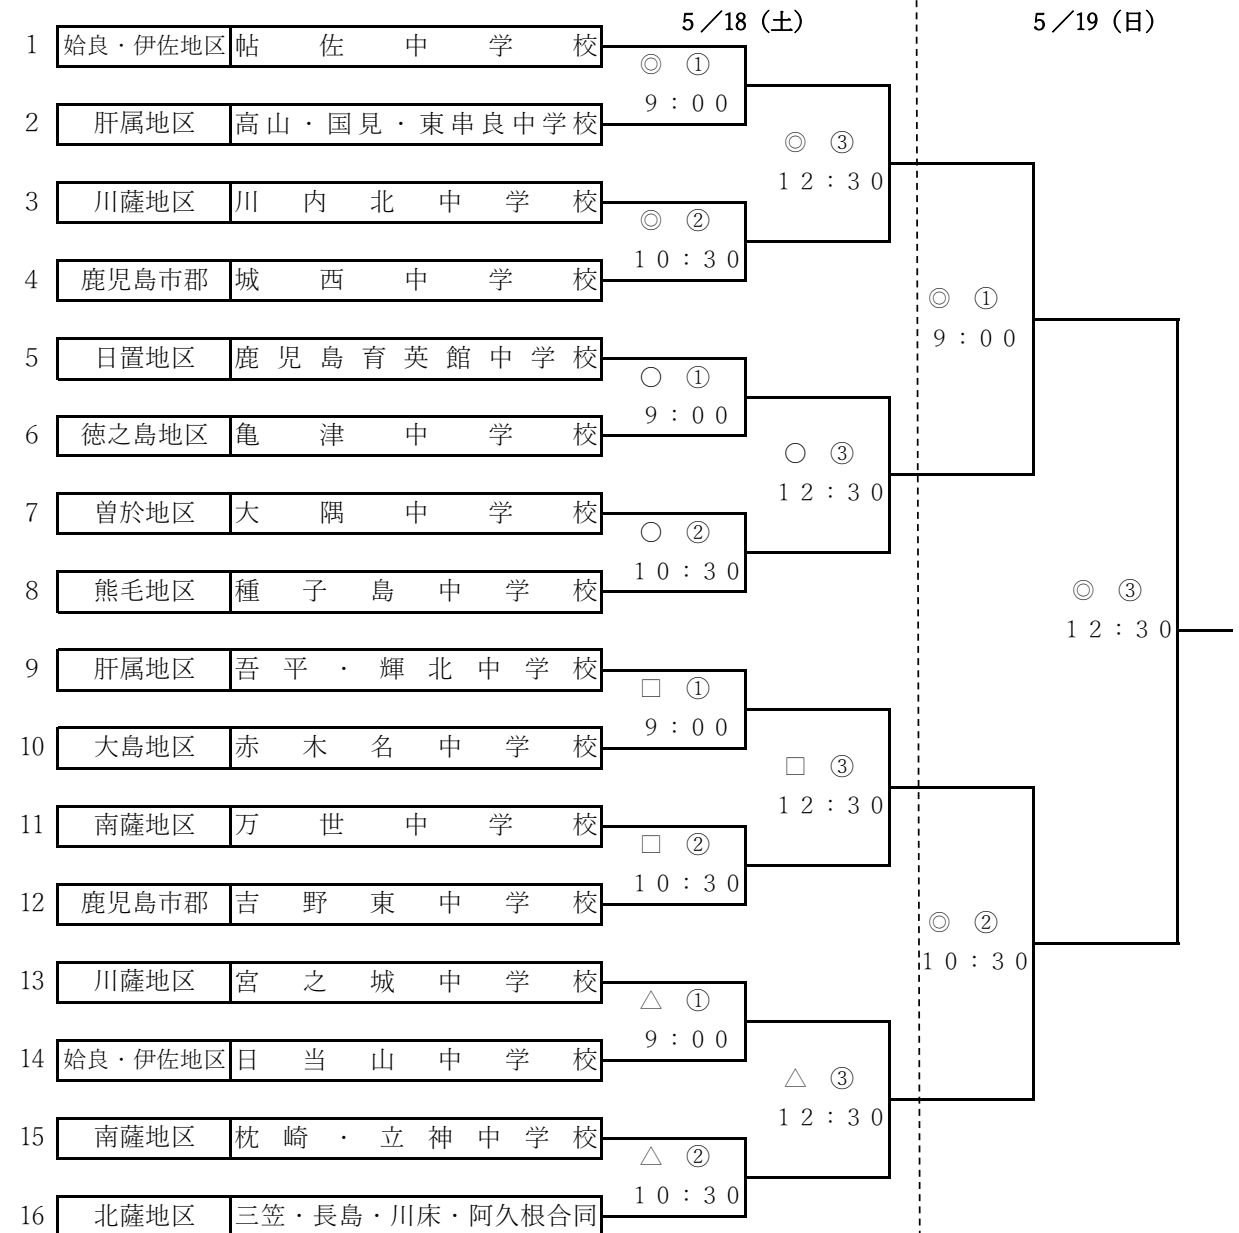 5／18（土）
5／19（日）
1 姶良・伊佐地区 帖佐中学校
◎ ①
9：00
2 肝属地区 高山・国見・東串良中学校
◎ ③
12：30
3 川薩地区 川内北中学校
◎ ②
10：30
4 鹿児島市郡 城西中学校
◎ ①
9：00
5 日置地区 鹿児島育英館中学校
○ ①
9：00
6 徳之島地区 亀津中学校
○ ③
12：30
7 曽於地区 大隅中学校
○ ②
10：30
8 熊毛地区 種子島中学校
◎ ③
12：30
9 肝属地区 吾平・輝北中学校
□ ①
9：00
10 大島地区 赤木名中学校
□ ③
12：30
11 南薩地区 万世中学校
□ ②
10：30
12 鹿児島市郡 吉野東中学校
◎ ②
10：30
13 川薩地区 宮之城中学校
△ ①
9：00
14 姶良・伊佐地区 日当山中学校
△ ③
12：30
15 南薩地区 枕崎・立神中学校
△ ②
10：30
16 北薩地区 三笠・長島・川床・阿久根合同